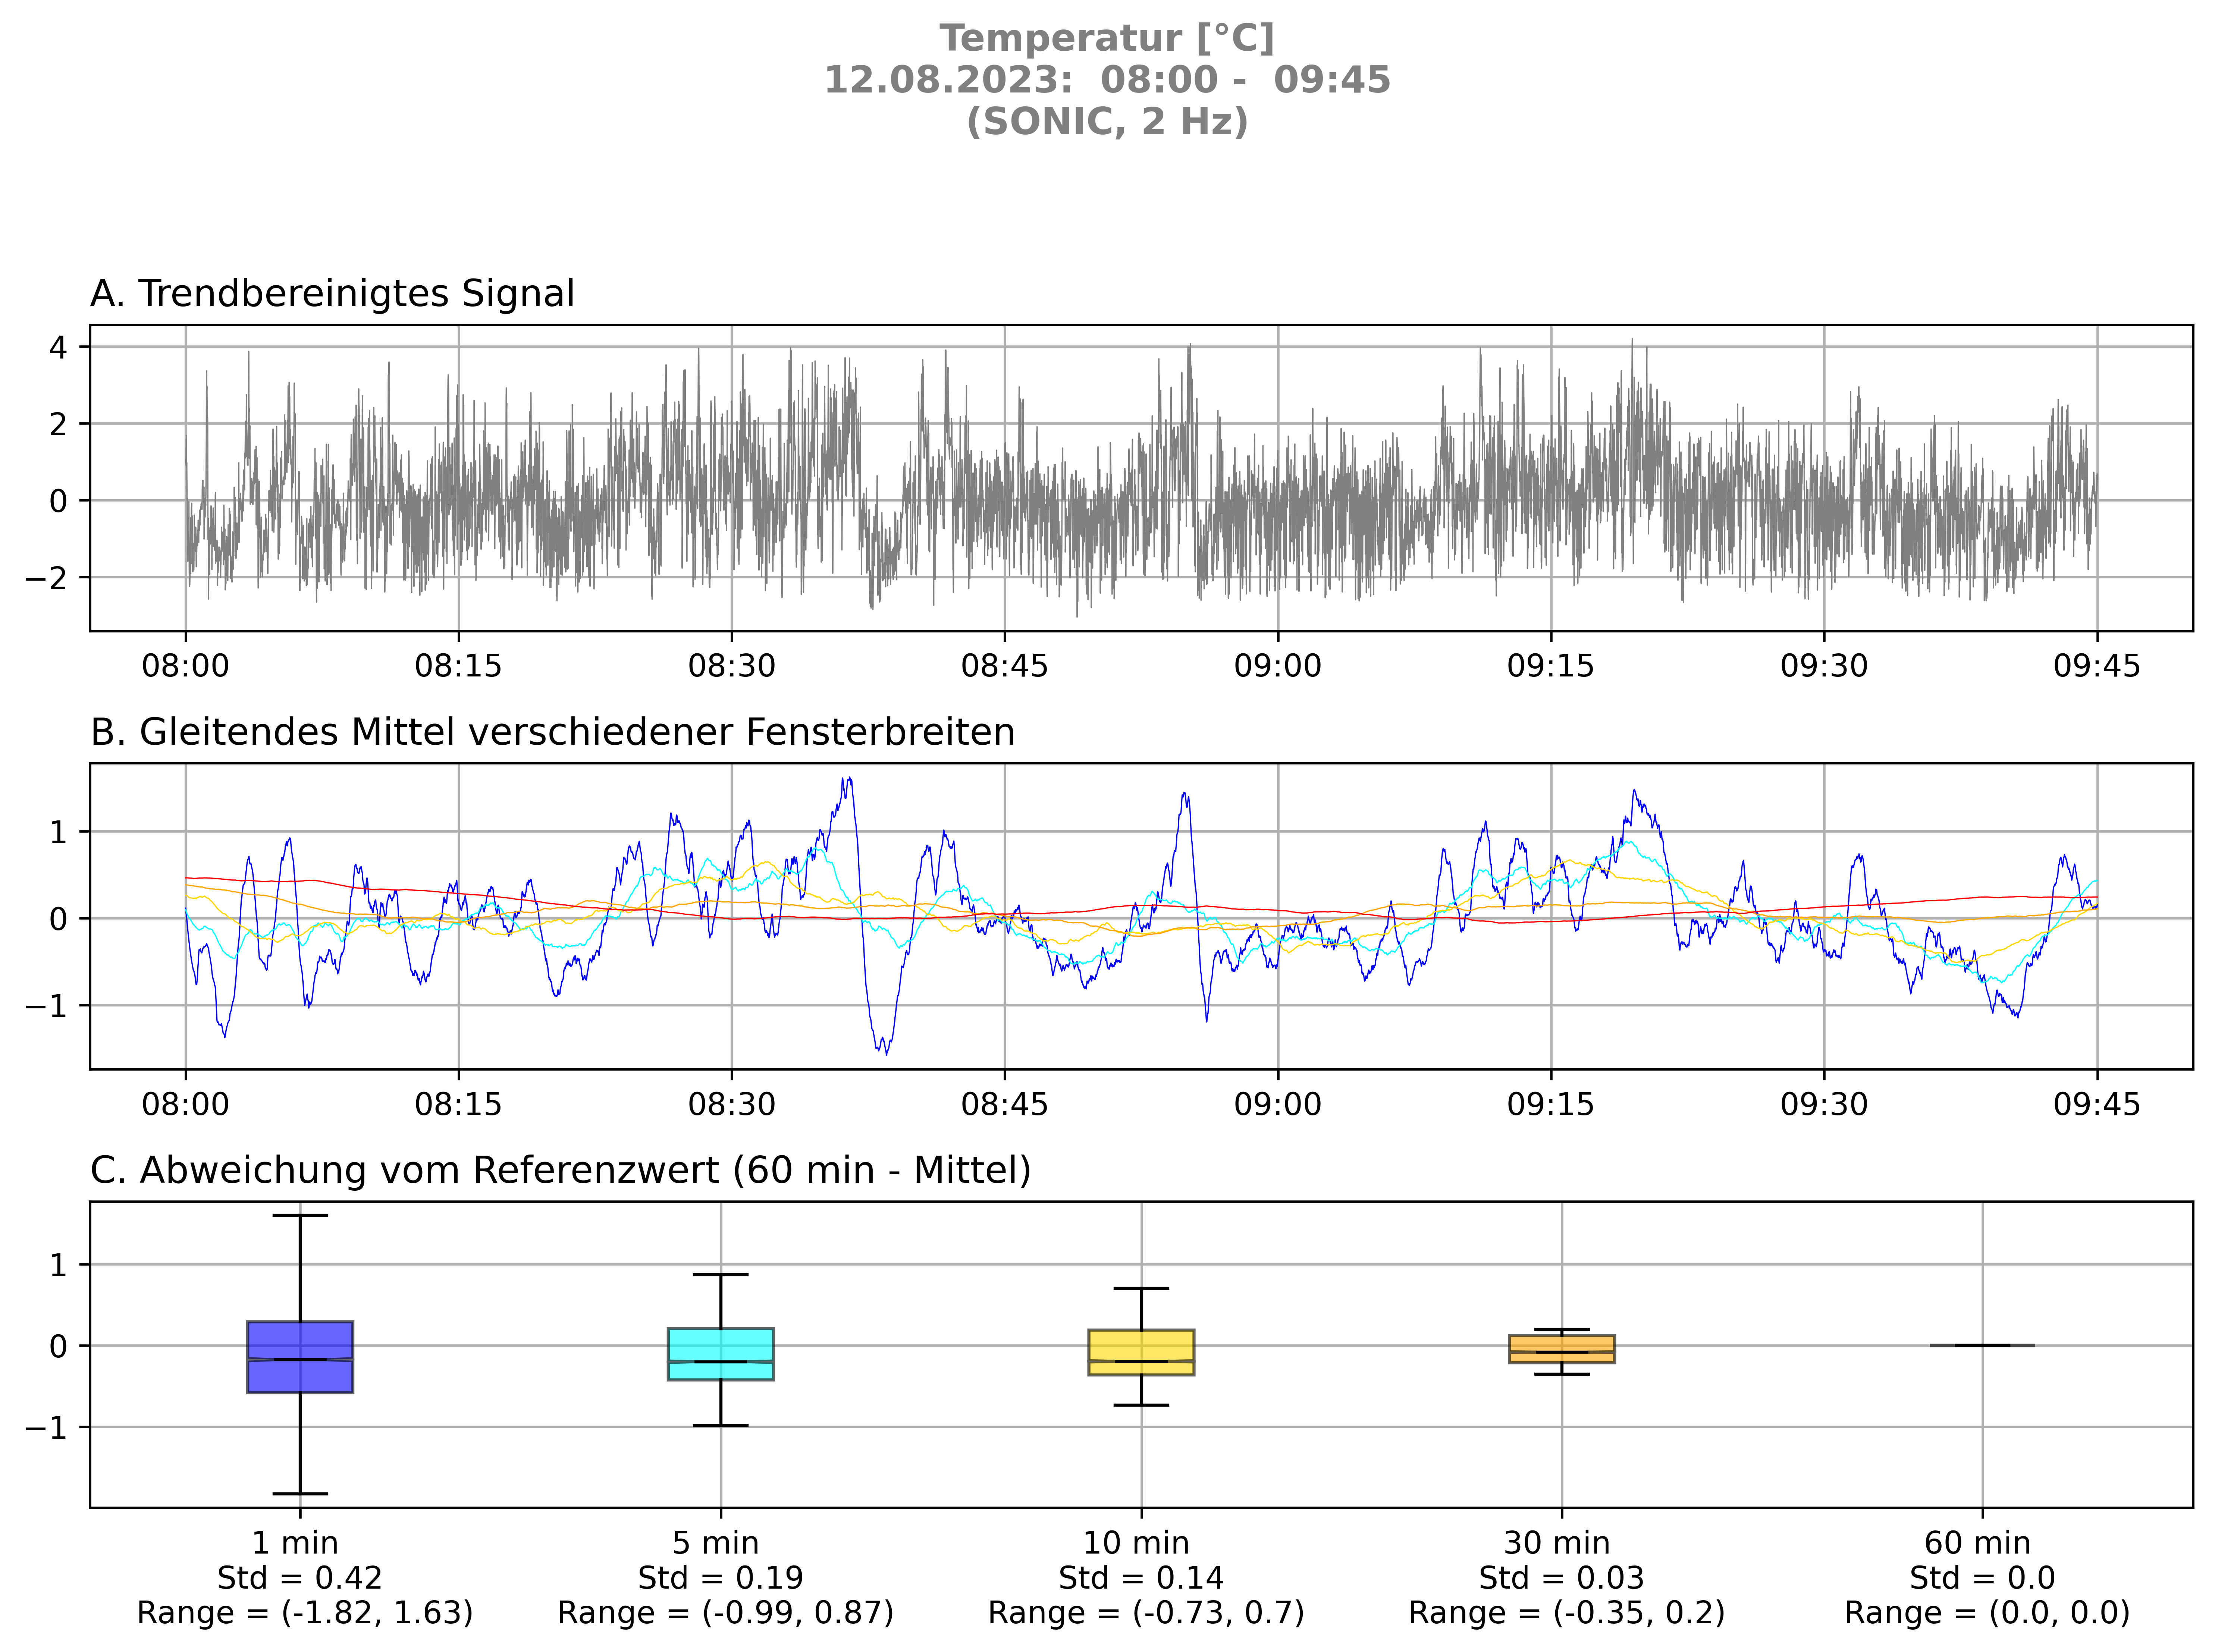 Temperatur [°C]
12.08.2023:  08:00 -  09:45
(SONIC, 2 Hz)
A. Trendbereinigtes Signal
4
2
0
−2
08:00 08:15 08:30 08:45 09:00 09:15 09:30 09:45
B. Gleitendes Mittel verschiedener Fensterbreiten
1
0
−1
08:00 08:15 08:30 08:45 09:00 09:15 09:30 09:45
C. Abweichung vom Referenzwert (60 min - Mittel)
1
0
−1
1 min 5 min 10 min 30 min 60 min
Std = 0.42 Std = 0.19 Std = 0.14 Std = 0.03 Std = 0.0
Range = (-1.82, 1.63) Range = (-0.99, 0.87) Range = (-0.73, 0.7) Range = (-0.35, 0.2) Range = (0.0, 0.0)